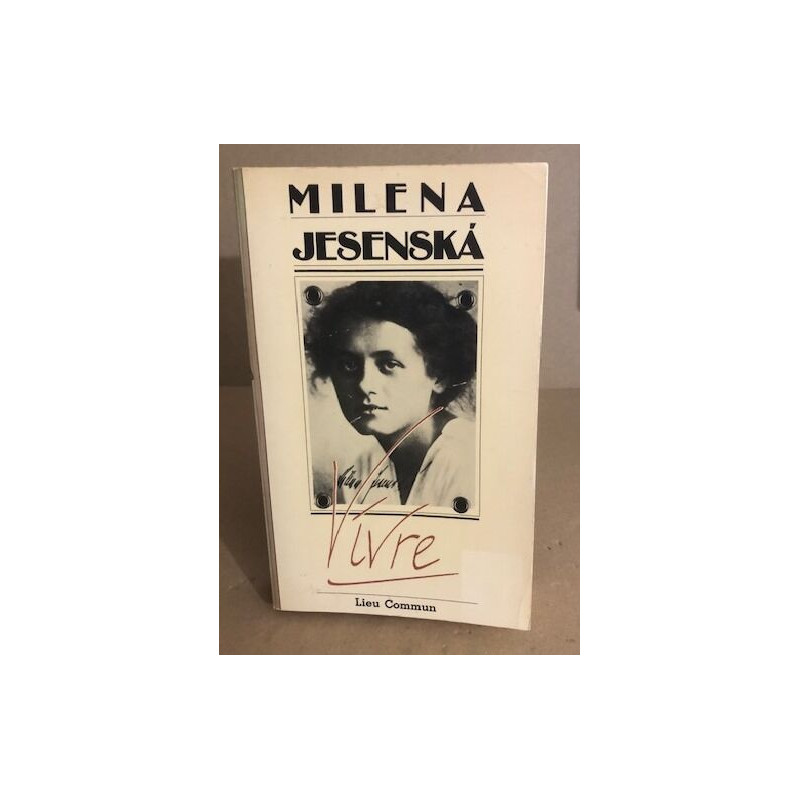 MILENA
JESENSKÁ
Vivre
Lieu Commun